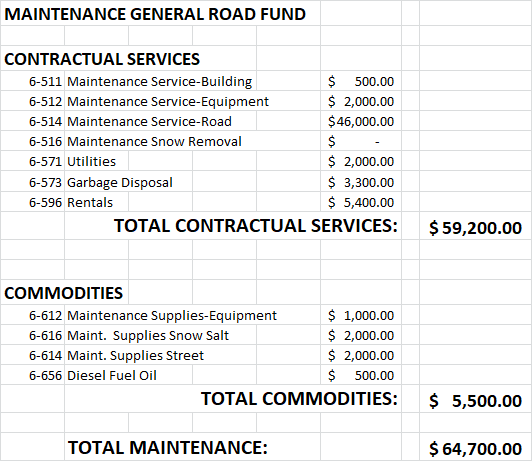 MAINTENANCE GENERAL ROAD FUND
CONTRACTUAL SERVICES
6-511 Maintenance Service-Building $ 500.00
6-512 Maintenance Service-Equipment $ 2,000.00
6-514 Maintenance Service-Road $46,000.00
6-516 Maintenance Snow Removal $ -
6-571 Utilities $ 2,000.00
6-573 Garbage Disposal $ 3,300.00
6-596 Rentals $ 5,400.00
TOTAL CONTRACTUAL SERVICES: $ 59,200.00
COMMODITIES
6-612 Maintenance Supplies-Equipment $ 1,000.00
6-616 Maint. Supplies Snow Salt $ 2,000.00
6-614 Maint. Supplies Street $ 2,000.00
6-656 Diesel Fuel Oil $ 500.00
TOTAL COMMODITIES: $ 5,500.00
TOTAL MAINTENANCE: $ 64,700.00